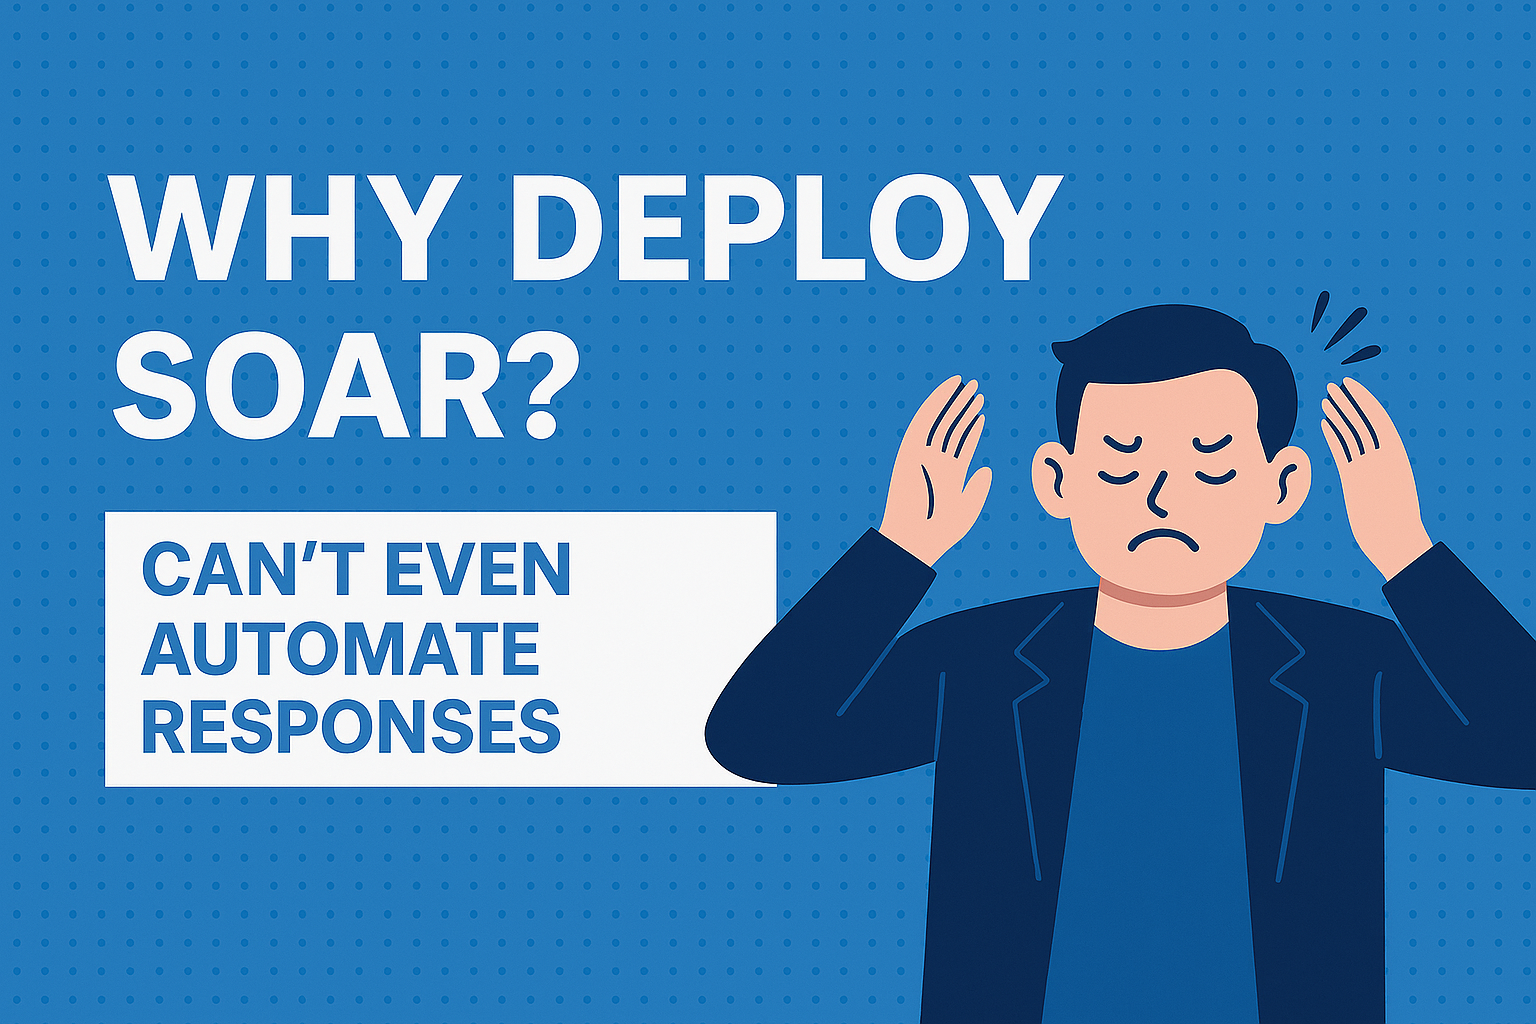 WHY DEPLOY
SOAR?
CAN’T EVEN
AUTOMATE
RESPONSES